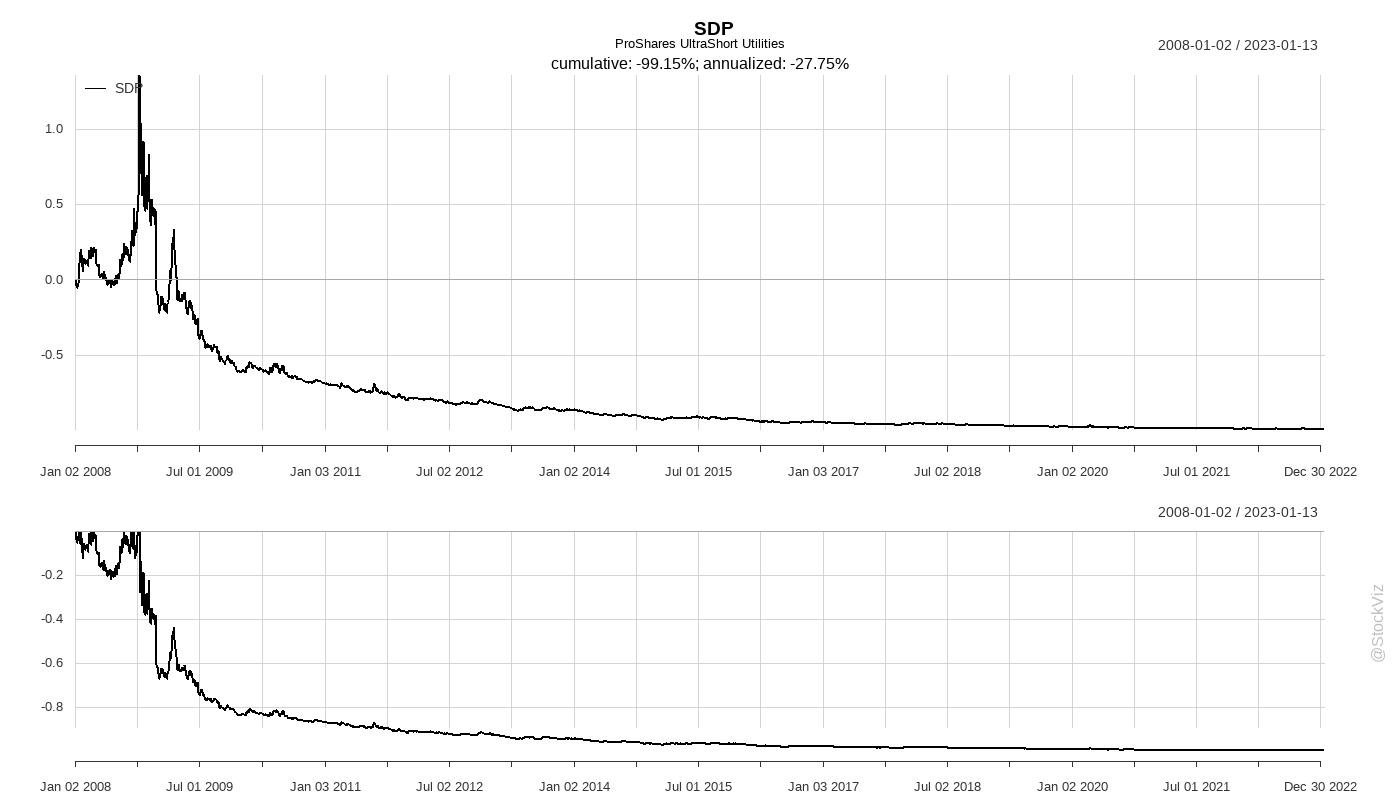 SDP
ProShares UltraShort Utilities
2008-01-02 / 2023-01-13
cumulative: -99.15%; annualized: -27.75%
SDP
1.0
0.5
0.0
-0.5
Jan 02 2008 Jul 01 2009 Jan 03 2011 Jul 02 2012 Jan 02 2014 Jul 01 2015 Jan 03 2017 Jul 02 2018 Jan 02 2020 Jul 01 2021 Dec 30 2022
2008-01-02 / 2023-01-13
-0.2
-0.4
-0.6
-0.8
@StockViz
Jan 02 2008 Jul 01 2009 Jan 03 2011 Jul 02 2012 Jan 02 2014 Jul 01 2015 Jan 03 2017 Jul 02 2018 Jan 02 2020 Jul 01 2021 Dec 30 2022